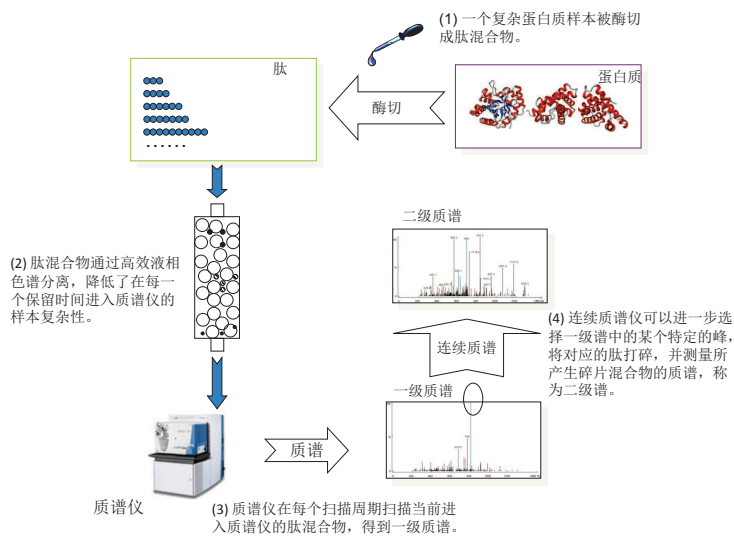 (1) 一个复杂蛋白质样本被酶切
成肽混合物。
肽
蛋白质
酶切
二级质谱
(2) 肽混合物通过高效液相
色谱分离，降低了在每一
个保留时间进入质谱仪的
样本复杂性。
(4) 连续质谱仪可以进一步选
择一级谱中的某个特定的峰，
将对应的肽打碎，并测量所
产生碎片混合物的质谱，称
为二级谱。
连续质谱
一级质谱
质谱
质谱仪
(3) 质谱仪在每个扫描周期扫描当前进
入质谱仪的肽混合物，得到一级质谱。